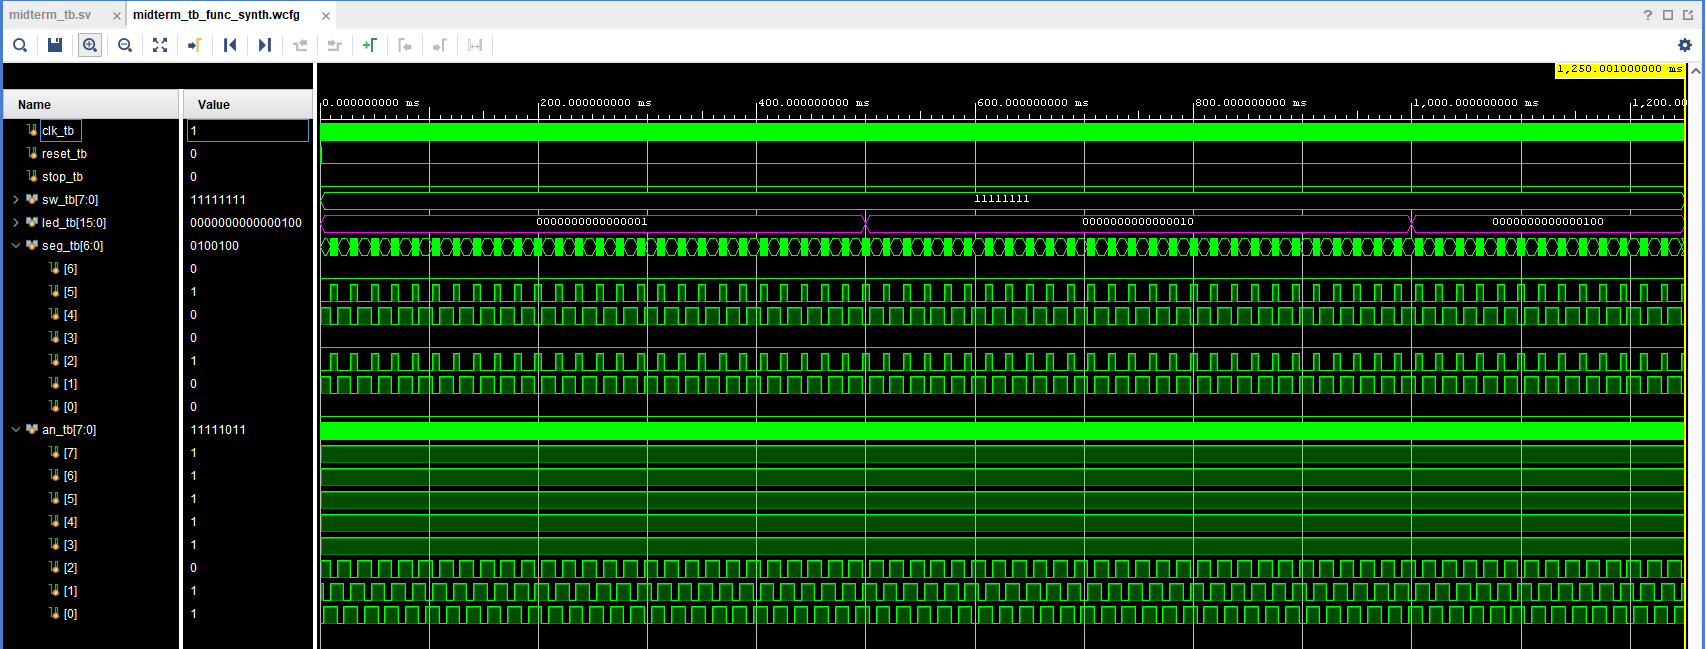 midterm_tb.sv × midterm_tb_func_synth.wcfg ×
?
1,250.001000000 ms
Name Value
0.000000000 ms 200.000000000 ms 400.000000000 ms 600.000000000 ms 800.000000000 ms 1,000.000000000 ms 1,200.00
clk_tb 1
reset_tb 0
stop_tb 0
sw_tb[7:0] 11111111 11111111
led_tb[15:0] 0000000000000100 0000000000000001 0000000000000010 0000000000000100
seg_tb[6:0] 0100100
[6] 0
[5] 1
[4] 0
[3] 0
[2] 1
[1] 0
[0] 0
an_tb[7:0] 11111011
[7] 1
[6] 1
[5] 1
[4] 1
[3] 1
[2] 0
[1] 1
[0] 1